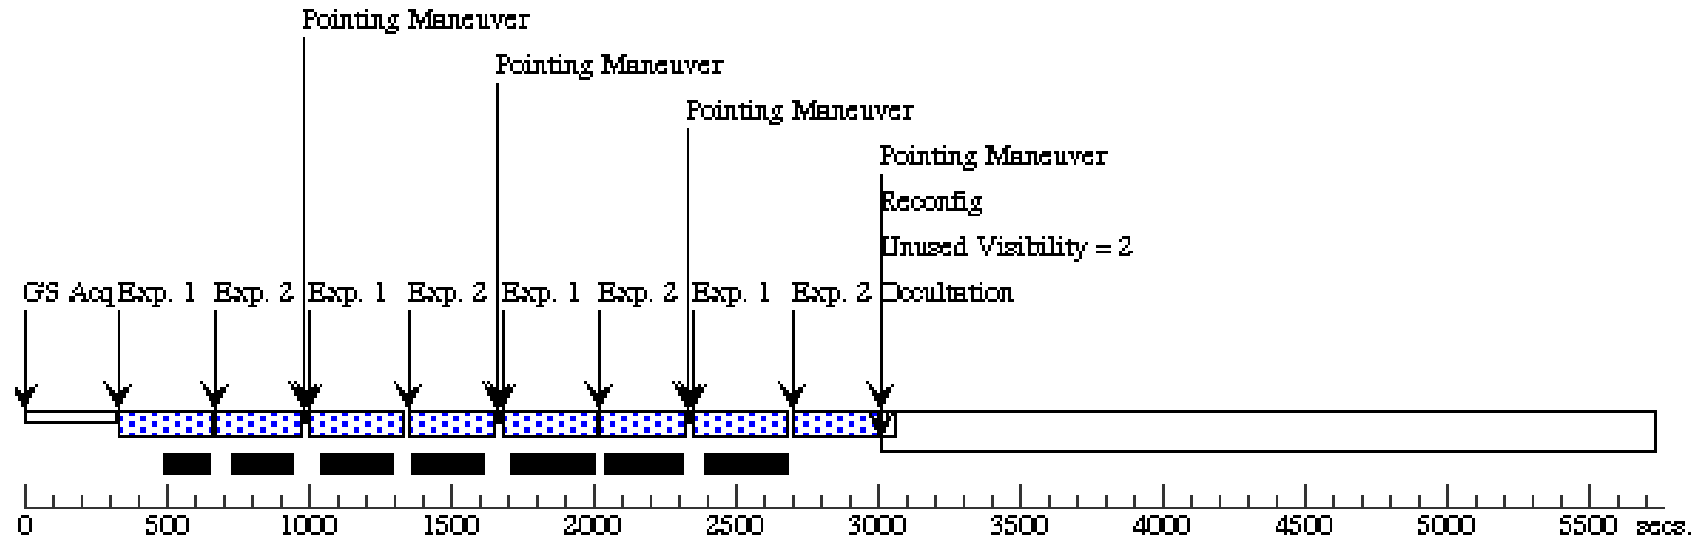 Pointing Maneuver
Pointing Maneuver
Pointing Maneuver
Pointing Maneuver
Reconfig
Unused Visibility = 2
GS Acq Exp. 1 Exp. 2 Exp. 1 Exp. 2 Exp. 1 Exp. 2 Exp. 1 Exp. 2 Occultation
0 500 1000 1500 2000 2500 3000 3500 4000 4500 5000 5500 secs.